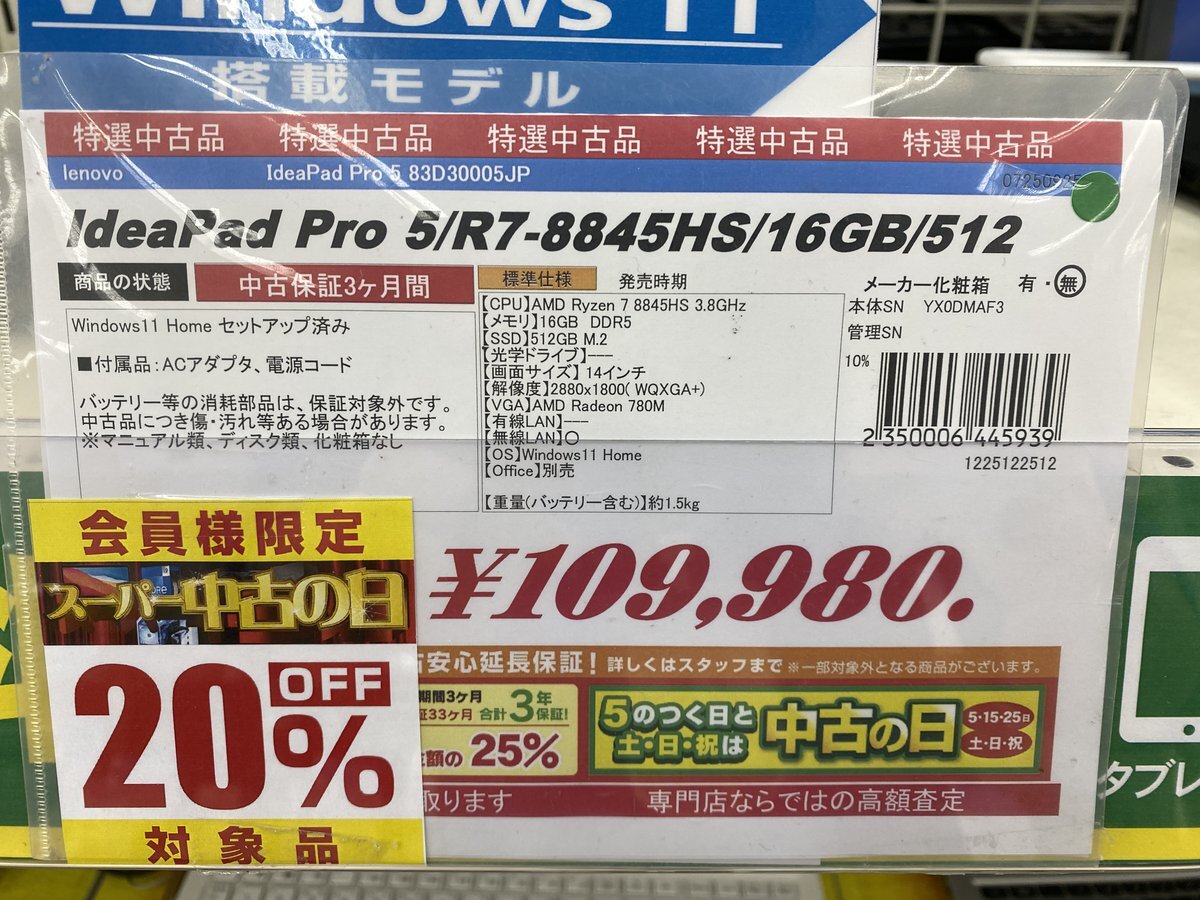 Windows 11
搭載モデル
特選中古品 特選中古品 特選中古品 特選中古品 特選中古品
lenovo IdeaPad Pro 5 83D30005JP
IdeaPad Pro 5/R7-8845HS/16GB/512
商品の状態 中古保証3ヶ月間
Windows11 Home セットアップ済み
■付属品：ACアダプタ、電源コード
バッテリー等の消耗部品は、保証対象外です。
中古品につき傷・汚れ等ある場合があります。
※マニュアル類、ディスク類、化粧箱なし
標準仕様 発売時期
【CPU】AMD Ryzen 7 8845HS 3.8GHz
【メモリ】16GB DDR5
【SSD】512GB M.2
【光学ドライブ】---
【画面サイズ】14インチ
【解像度】2880x1800( WQXGA+)
【VGA】AMD Radeon 780M
【有線LAN】---
【無線LAN】○
【OS】Windows11 Home
【Office】別売
【重量(バッテリー含む)】約1.5kg
メーカー化粧箱 有・無
本体SN YX0DMAF3
管理SN
10%
2 350006 445939
1225122512
¥109,980.
会員様限定
スーパー中古の日
20%
OFF
対象品
安心延長保証！ 詳しくはスタッフまで ※一部対象外となる商品がございます。
期間3ヶ月
33ヶ月 合計3年保証!
額の25%
5のつく日と
土・日・祝は
中古の日
5・15・25日
土・日・祝
取ります 専門店ならではの高額査定
タブレ